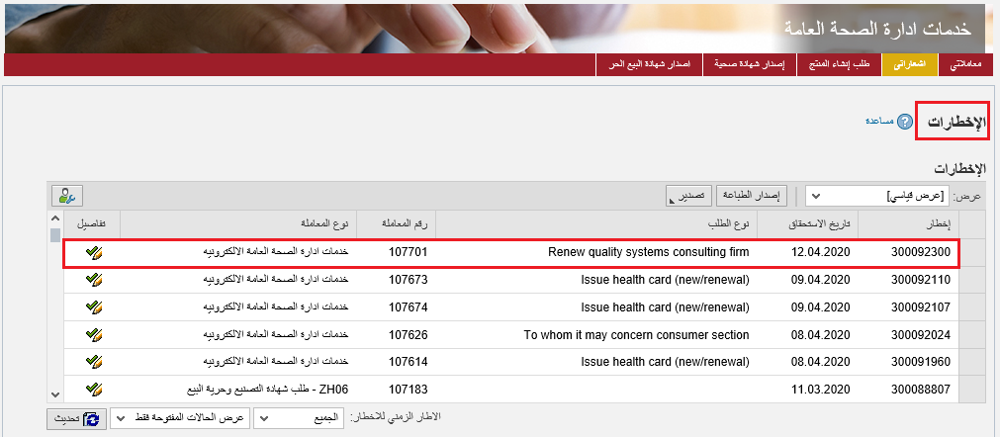 خدمات ادارة الصحة العامة
معاملاتي اشعاراتى طلب إنشاء المنتج إصدار شهادة صحية اصدار شهادة البيع الحر
الإخطارات ? مساعدة
الإخطارات
عرض: [عرض قياسي] إصدار الطباعة تصدير
إخطار تاريخ الاستحقاق نوع الطلب رقم المعاملة نوع المعاملة تفاصيل
300092300 12.04.2020 Renew quality systems consulting firm 107701 خدمات ادارة الصحة العامة الالكترونيه
300092110 09.04.2020 Issue health card (new/renewal) 107673 خدمات ادارة الصحة العامة الالكترونيه
300092107 09.04.2020 Issue health card (new/renewal) 107674 خدمات ادارة الصحة العامة الالكترونيه
300092024 08.04.2020 To whom it may concern consumer section 107626 خدمات ادارة الصحة العامة الالكترونيه
300091960 08.04.2020 Issue health card (new/renewal) 107614 خدمات ادارة الصحة العامة الالكترونيه
300088807 11.03.2020 107183 ZH06 - طلب شهادة التصنيع وحرية البيع
الاطار الزمني للاخطار: الجميع عرض الحالات المفتوحة فقط تحديث